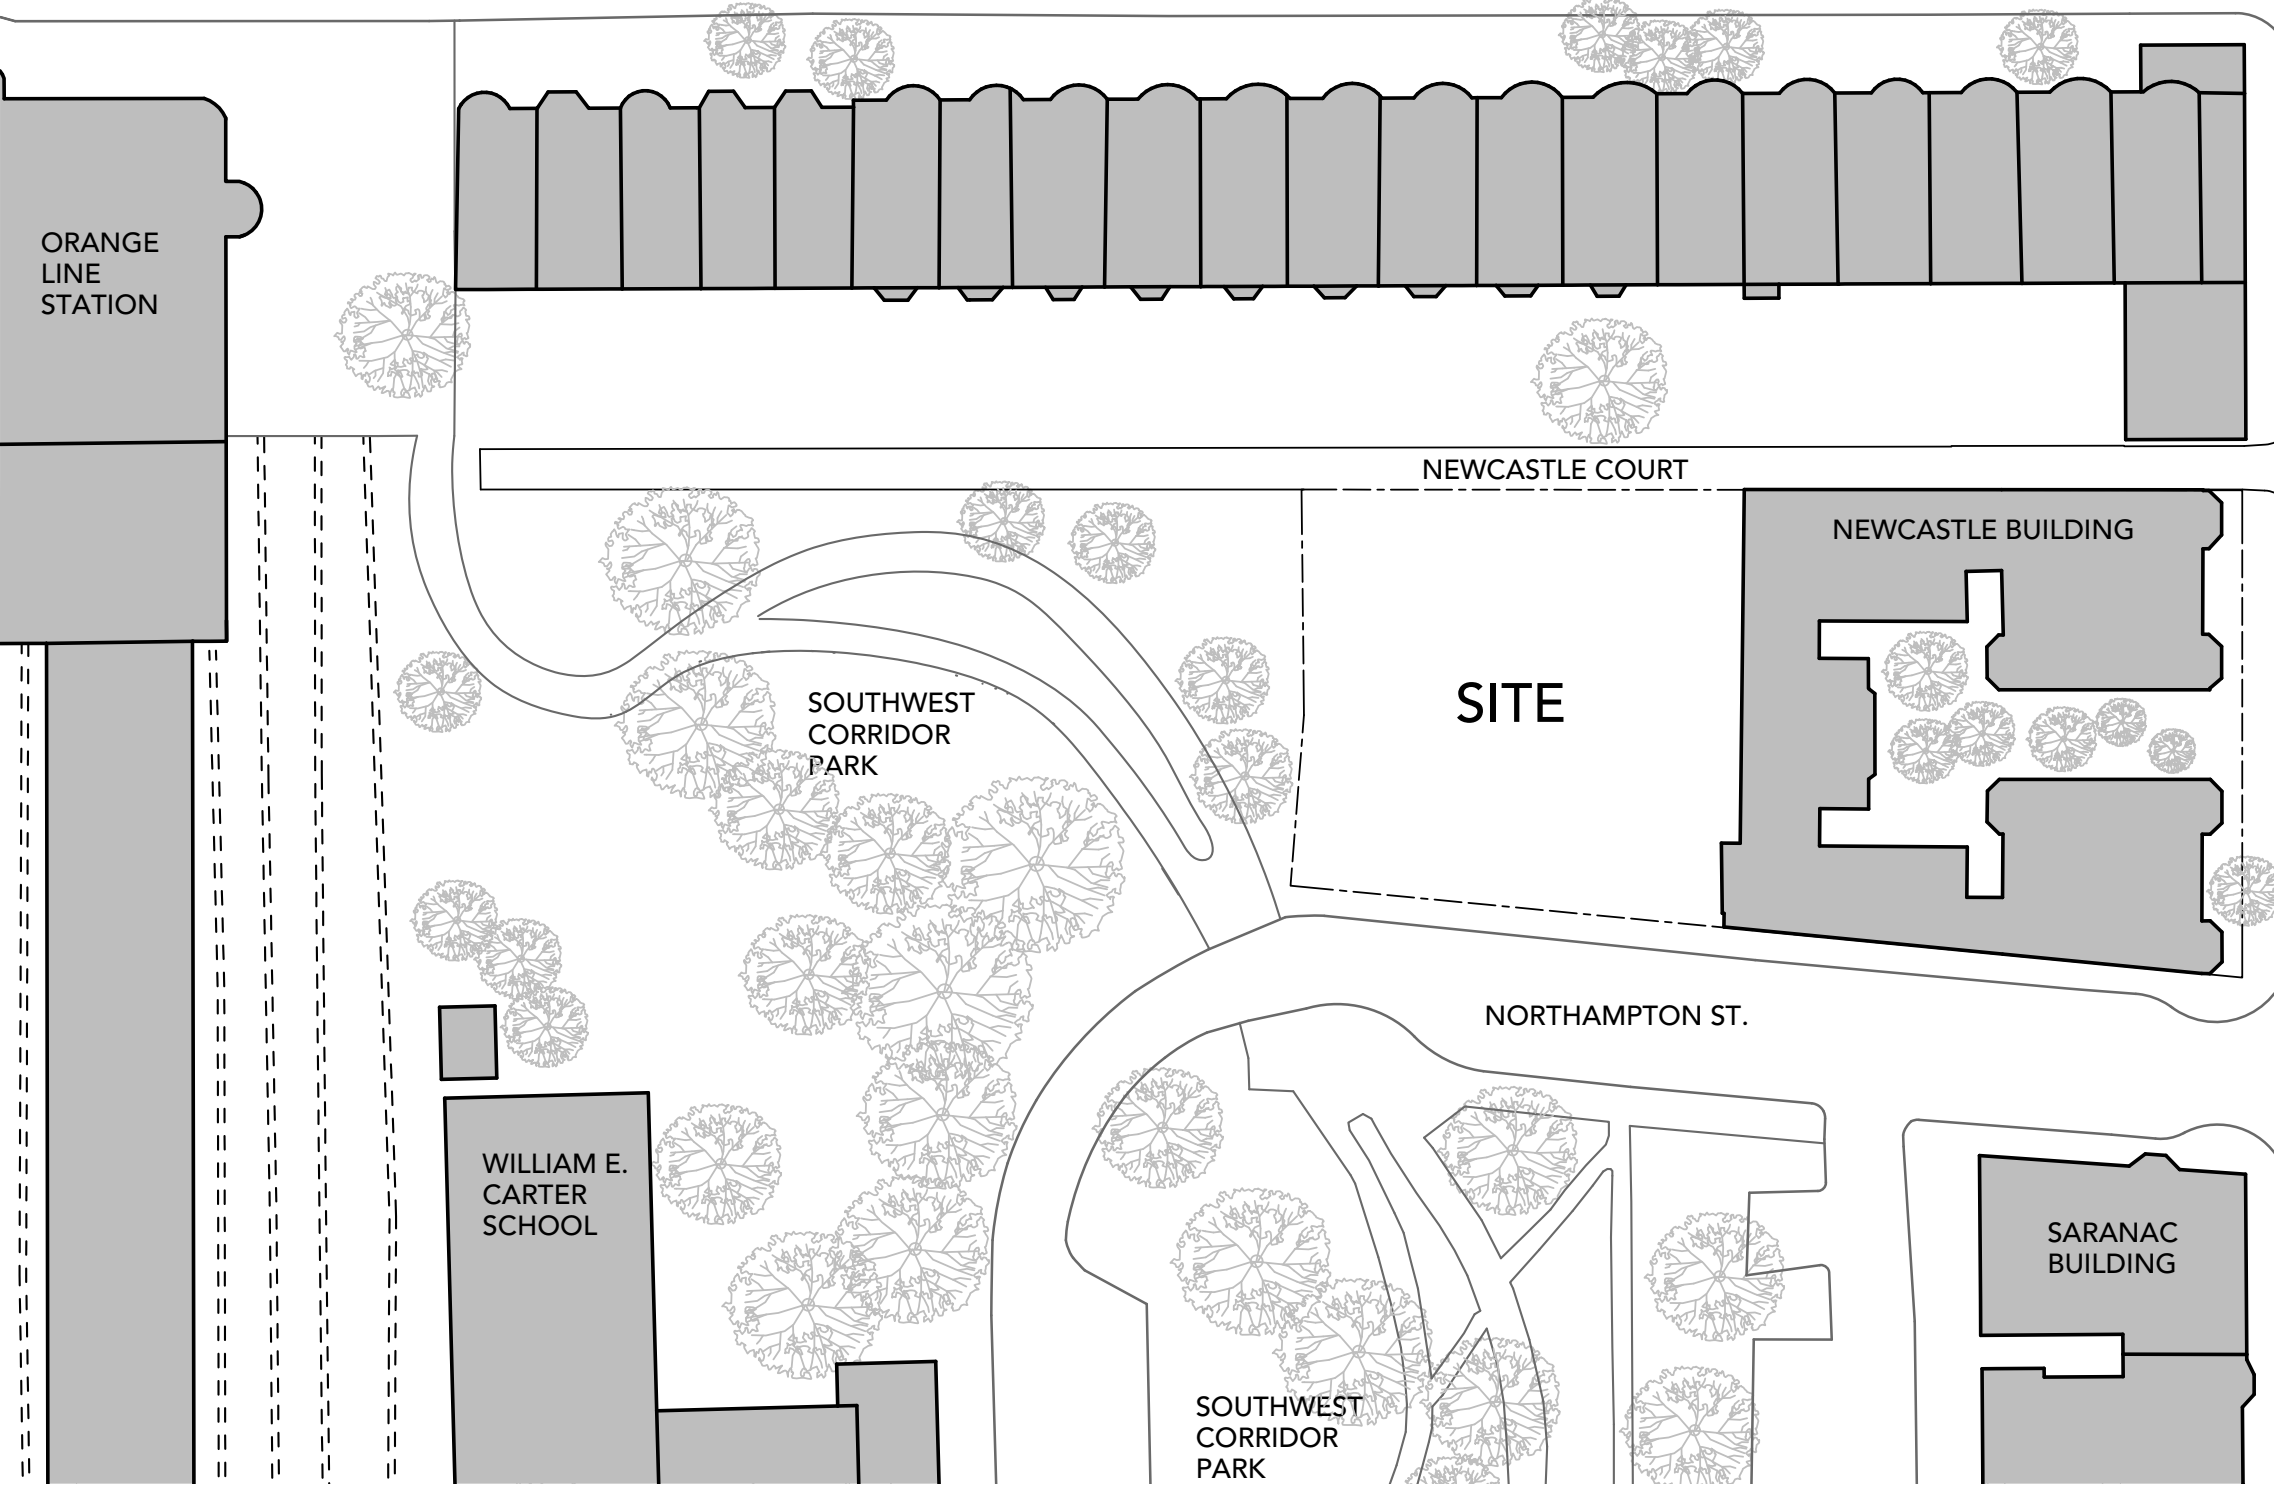 ORANGE
LINE
STATION
NEWCASTLE COURT
NEWCASTLE BUILDING
SITE
SOUTHWEST
CORRIDOR
PARK
NORTHAMPTON ST.
WILLIAM E.
CARTER
SCHOOL
SARANAC
BUILDING
SOUTHWEST
CORRIDOR
PARK